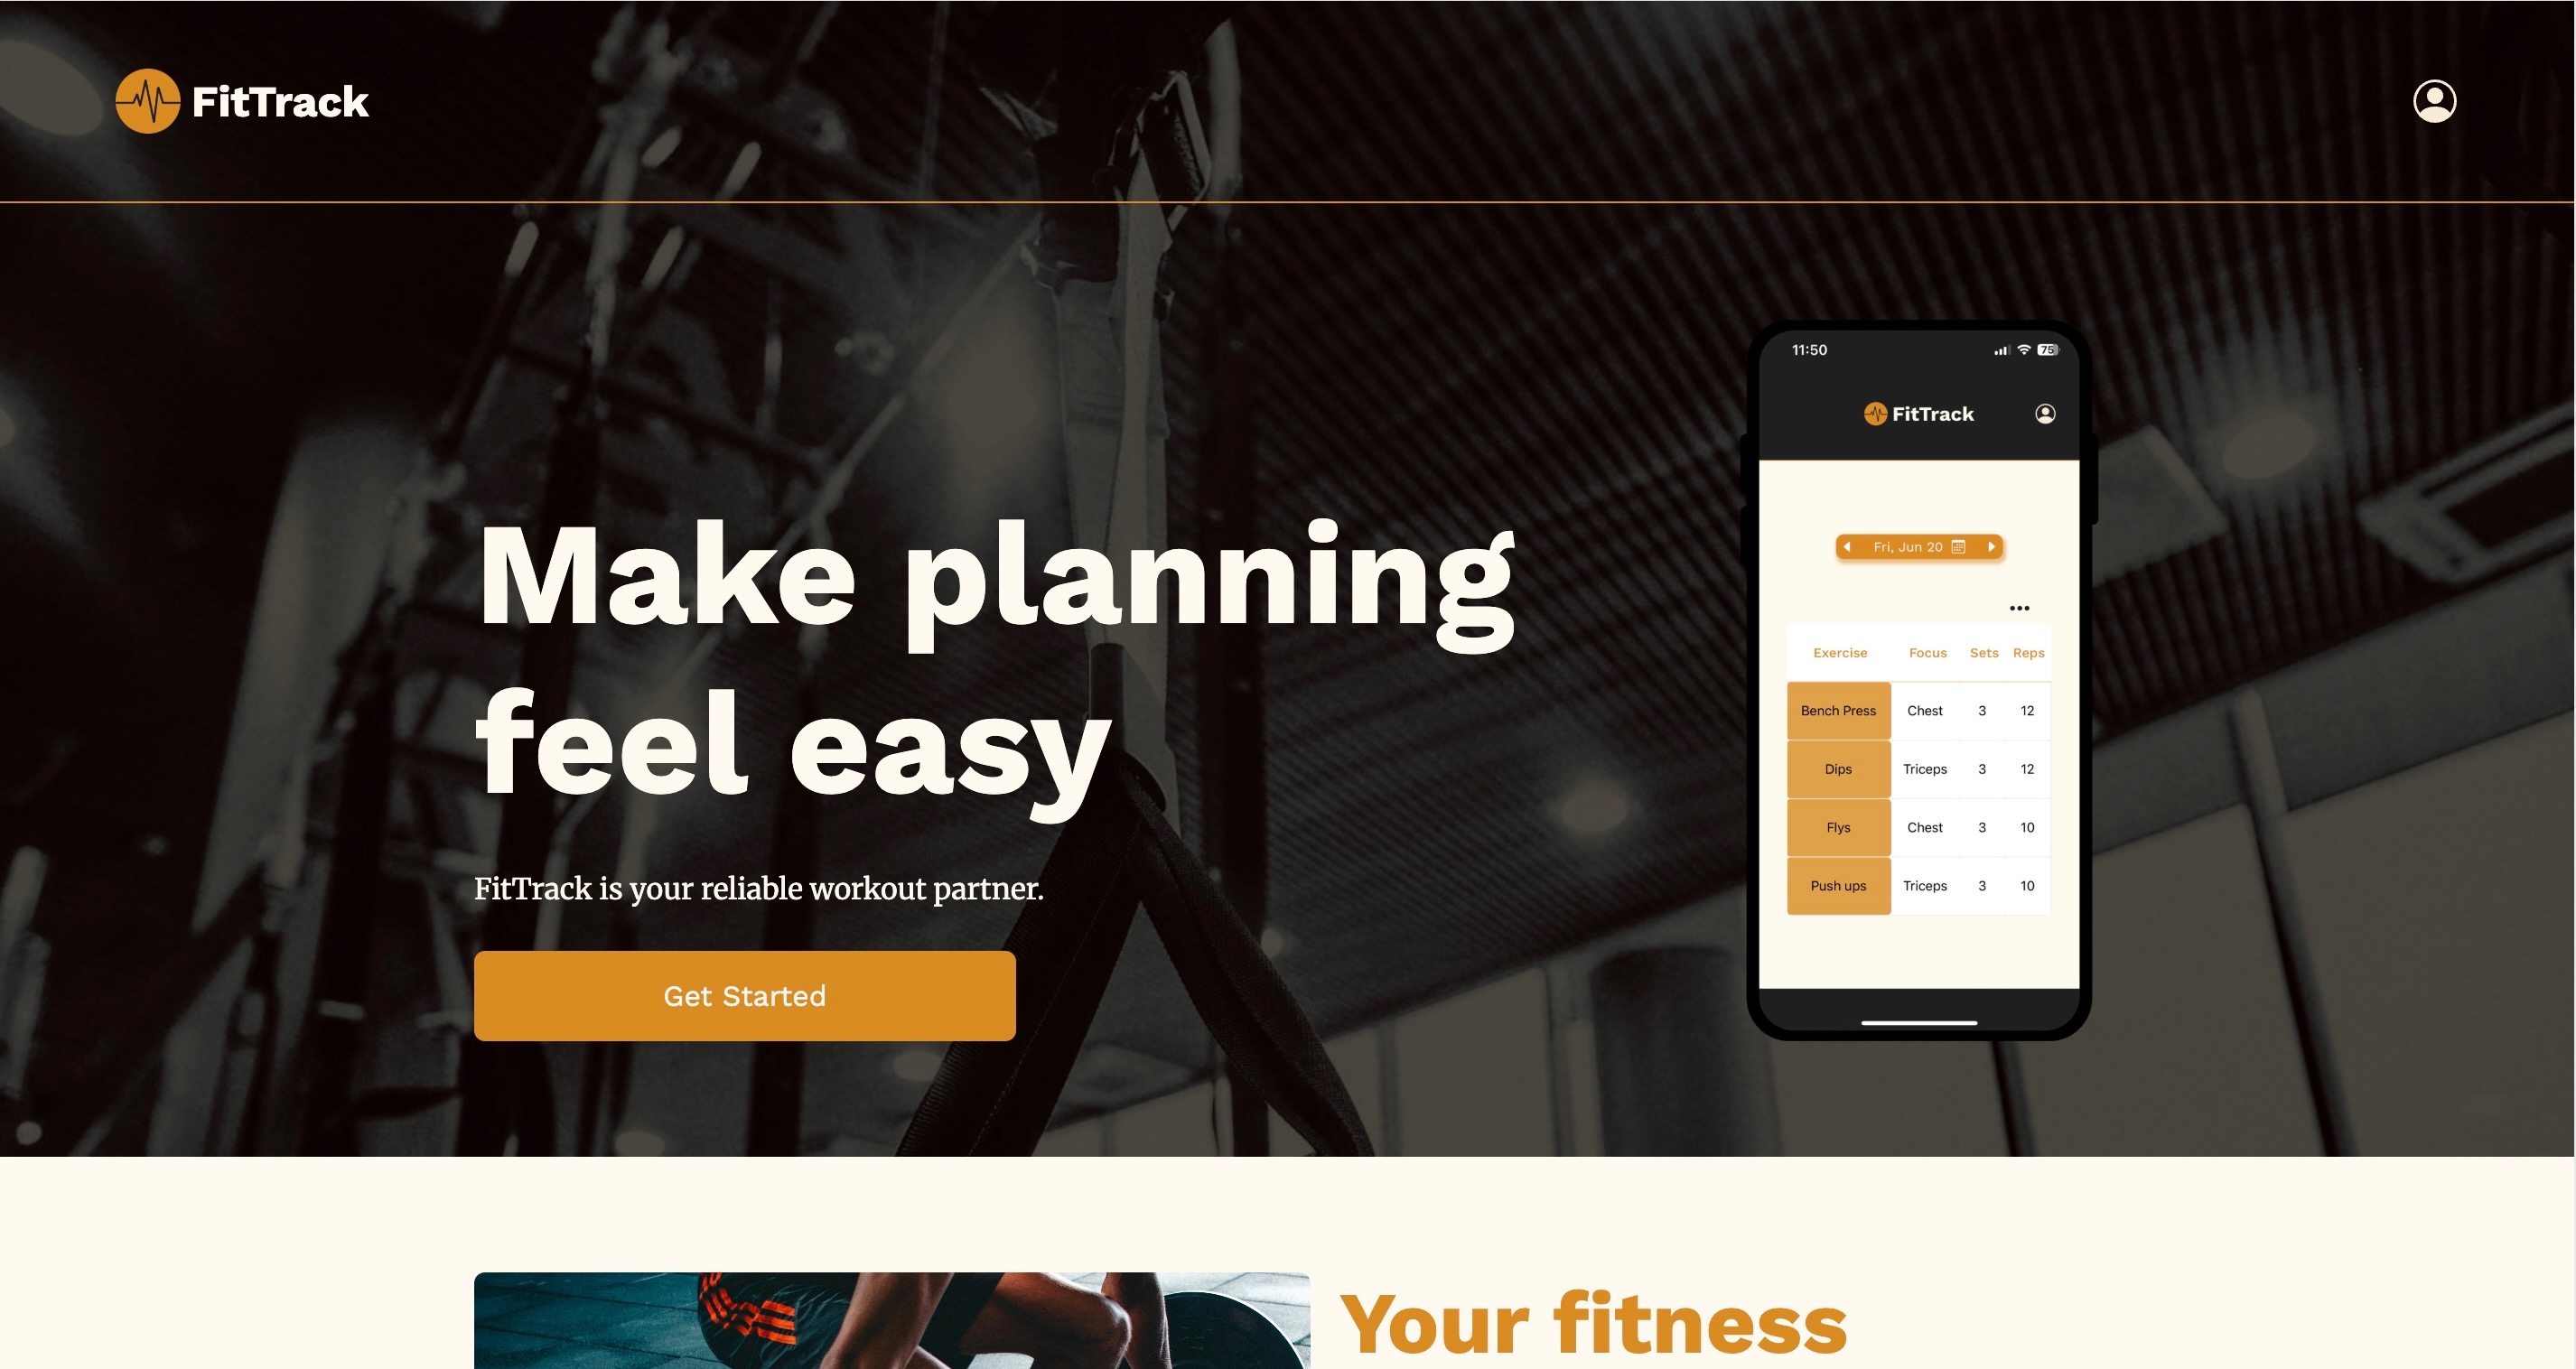 FitTrack
Make planning
feel easy
FitTrack is your reliable workout partner.
Get Started
11:50
75
FitTrack
Fri, Jun 20
Exercise Focus Sets Reps
Bench Press Chest 3 12
Dips Triceps 3 12
Flys Chest 3 10
Push ups Triceps 3 10
Your fitness